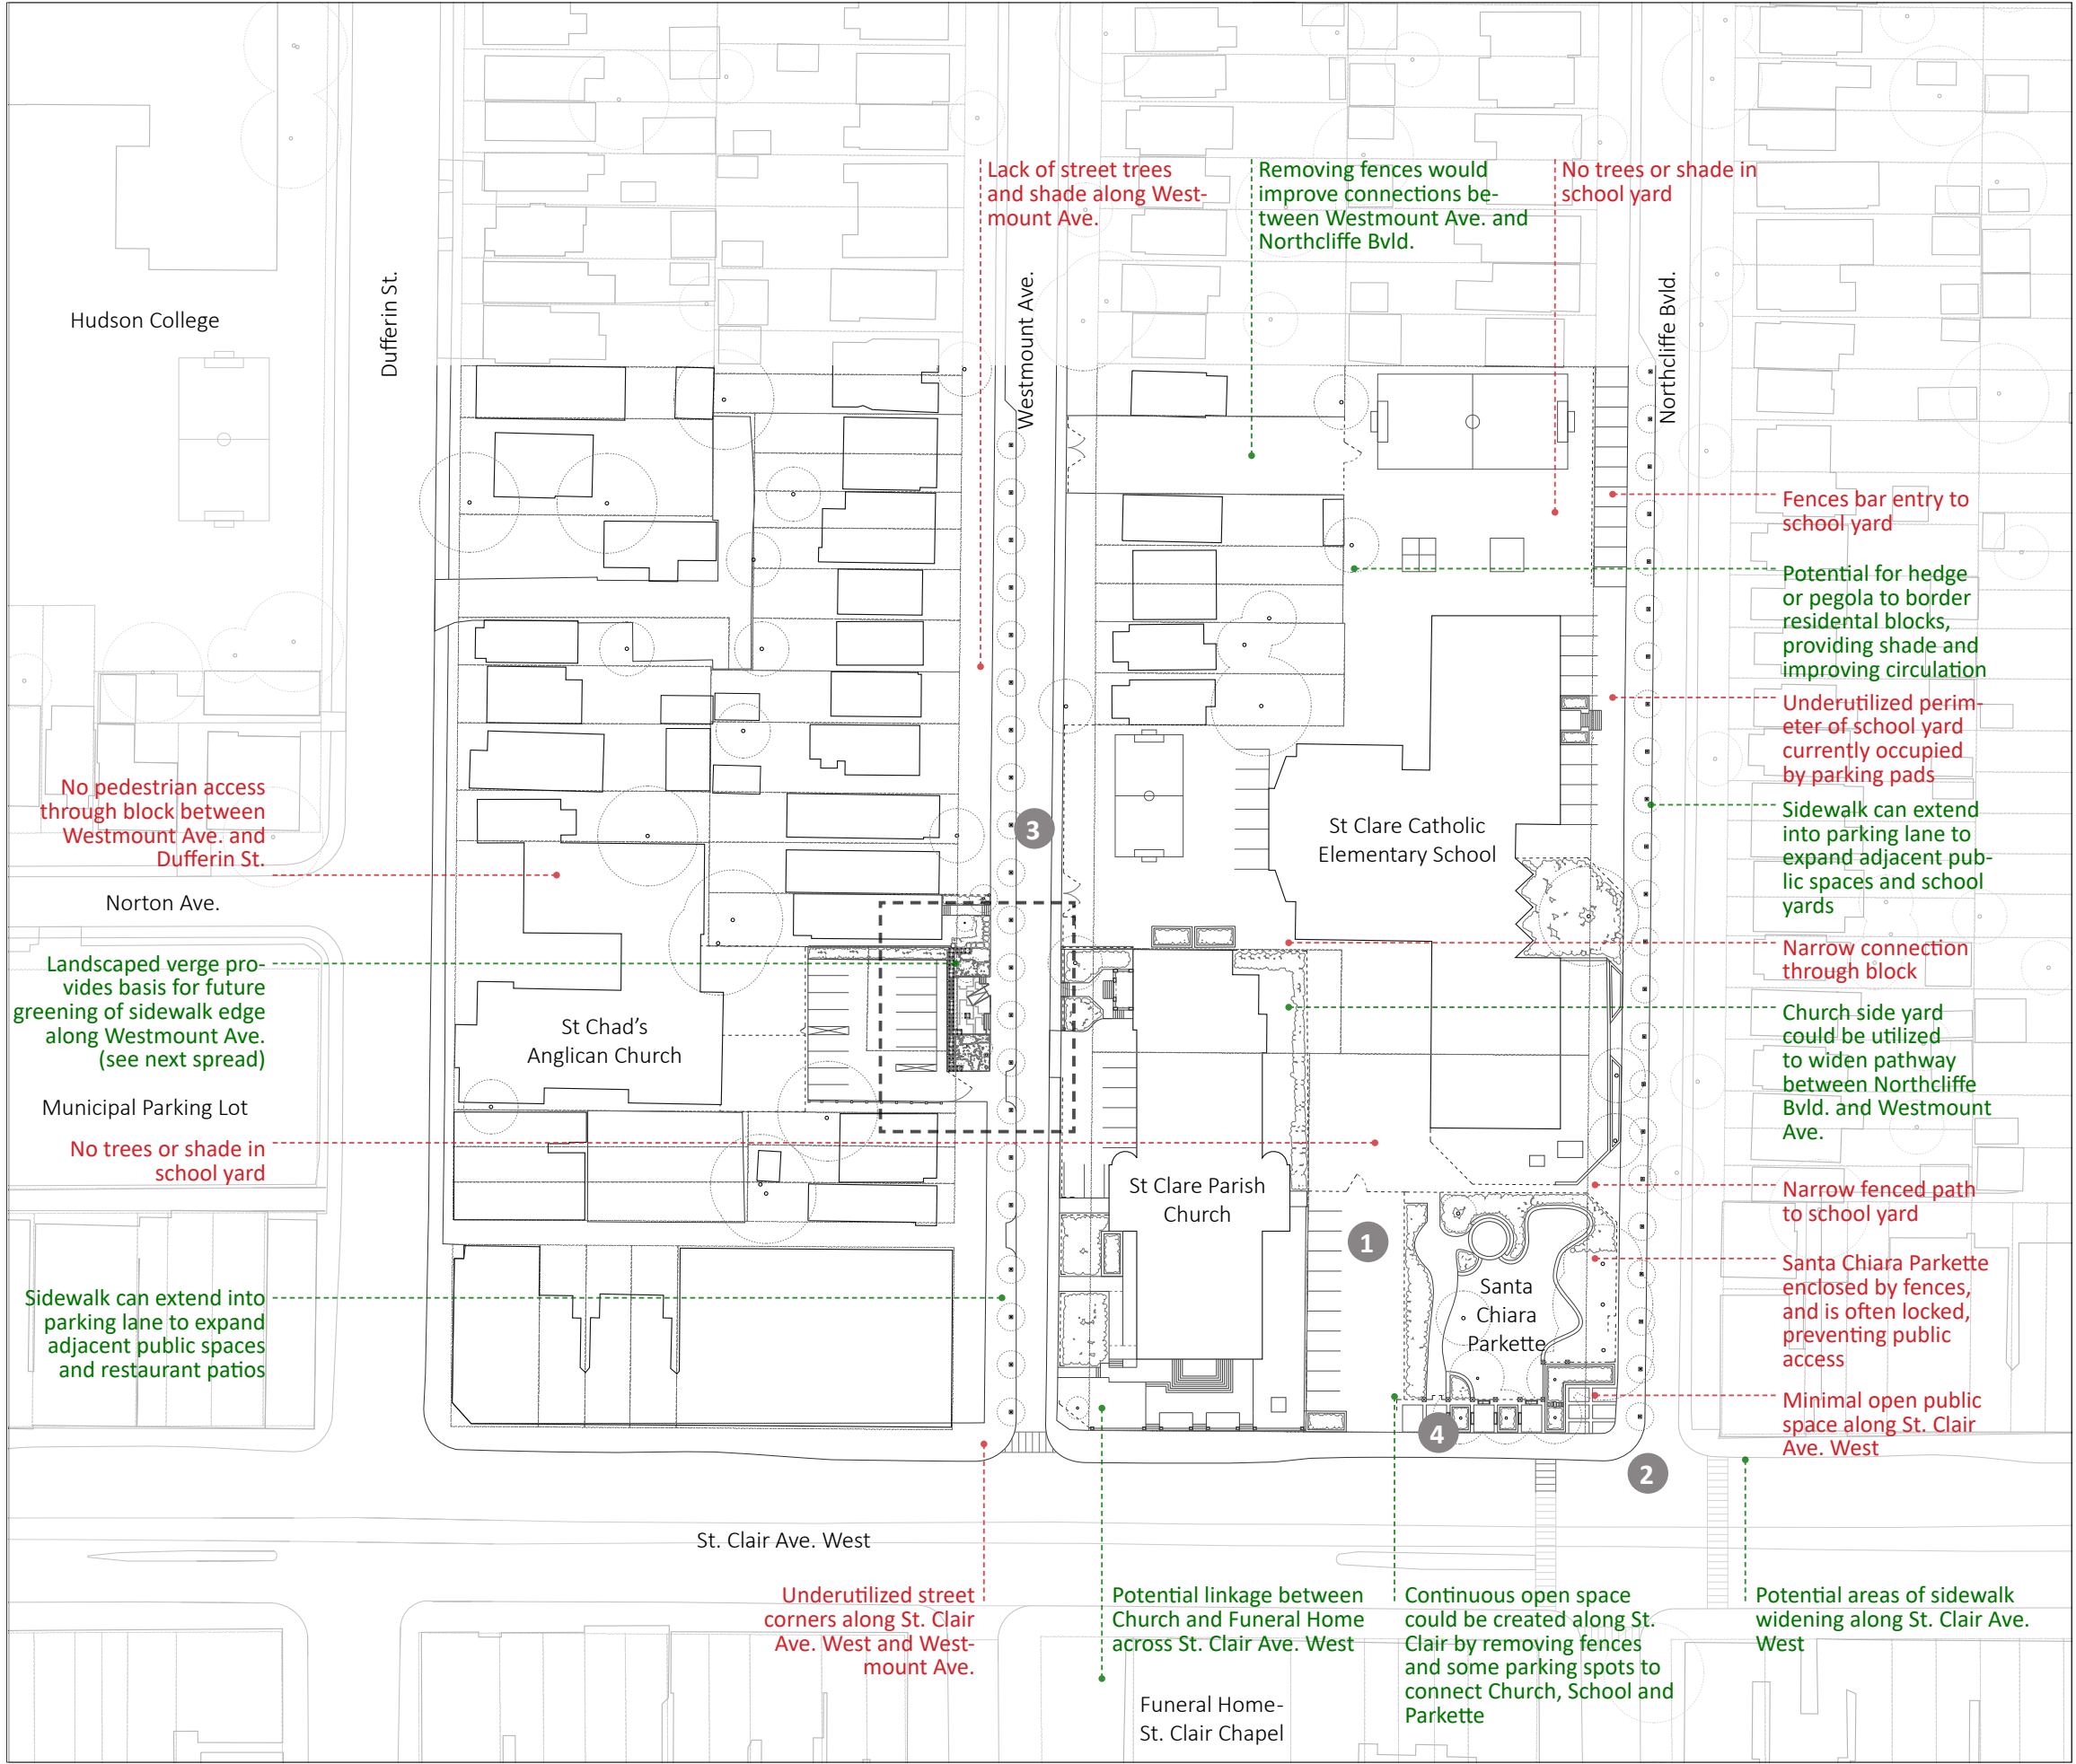 Lack of street trees
and shade along West-
mount Ave.
Removing fences would
improve connections be-
tween Westmount Ave. and
Northcliffe Bvld.
No trees or shade in
school yard
Hudson College
Dufferin St.
Westmount Ave.
Northcliffe Bvld.
Fences bar entry to
school yard
Potential for hedge
or pegola to border
residental blocks,
providing shade and
improving circulation
Underutilized perim-
eter of school yard
currently occupied
by parking pads
No pedestrian access
through block between
Westmount Ave. and
Dufferin St.
Sidewalk can extend
into parking lane to
expand adjacent pub-
lic spaces and school
yards
3
St Clare Catholic
Elementary School
Norton Ave.
Narrow connection
through block
Landscaped verge pro-
vides basis for future
greening of sidewalk edge
along Westmount Ave.
(see next spread)
St Chad's
Anglican Church
Church side yard
could be utilized
to widen pathway
between Northcliffe
Bvld. and Westmount
Ave.
Municipal Parking Lot
No trees or shade in
school yard
St Clare Parish
Church
Narrow fenced path
to school yard
1
Santa
Chiara
Parkette
Santa Chiara Parkette
enclosed by fences,
and is often locked,
preventing public
access
Sidewalk can extend into
parking lane to expand
adjacent public spaces
and restaurant patios
Minimal open public
space along St. Clair
Ave. West
4
2
St. Clair Ave. West
Underutilized street
corners along St. Clair
Ave. West and West-
mount Ave.
Potential linkage between
Church and Funeral Home
across St. Clair Ave. West
Continuous open space
could be created along St.
Clair by removing fences
and some parking spots to
connect Church, School and
Parkette
Potential areas of sidewalk
widening along St. Clair Ave.
West
Funeral Home-
St. Clair Chapel